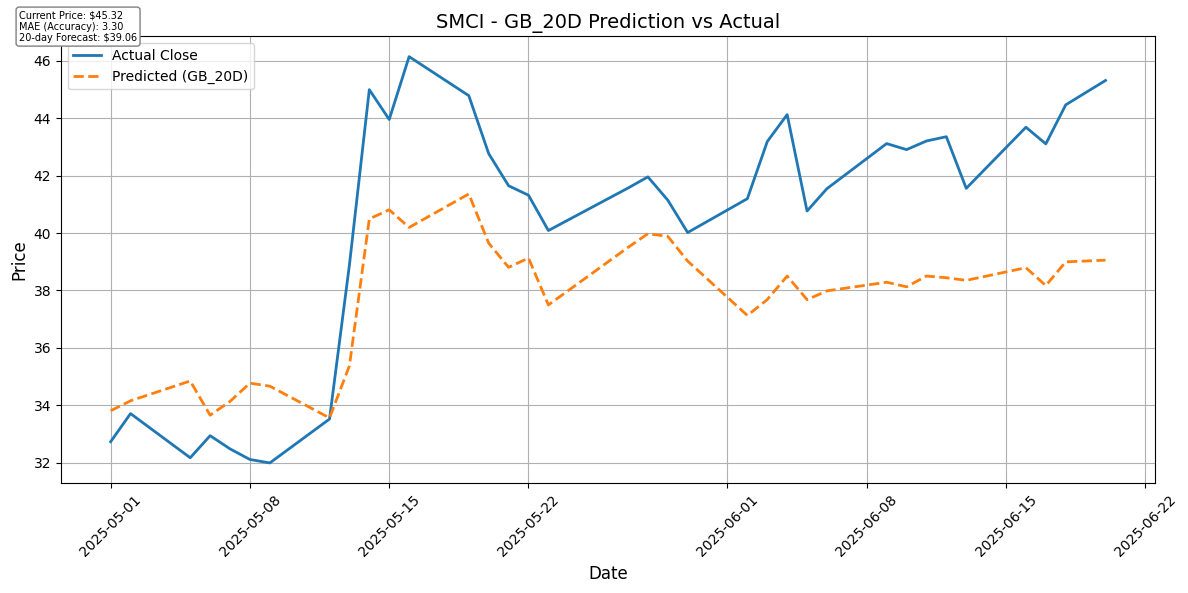 SMCI - GB_20D Prediction vs Actual
Current Price: $45.32
MAE (Accuracy): 3.30
20-day Forecast: $39.06
Actual Close
Predicted (GB_20D)
Price
46
44
42
40
38
36
34
32
2025-05-01
2025-05-08
2025-05-15
2025-05-22
2025-06-01
2025-06-08
2025-06-15
2025-06-22
Date